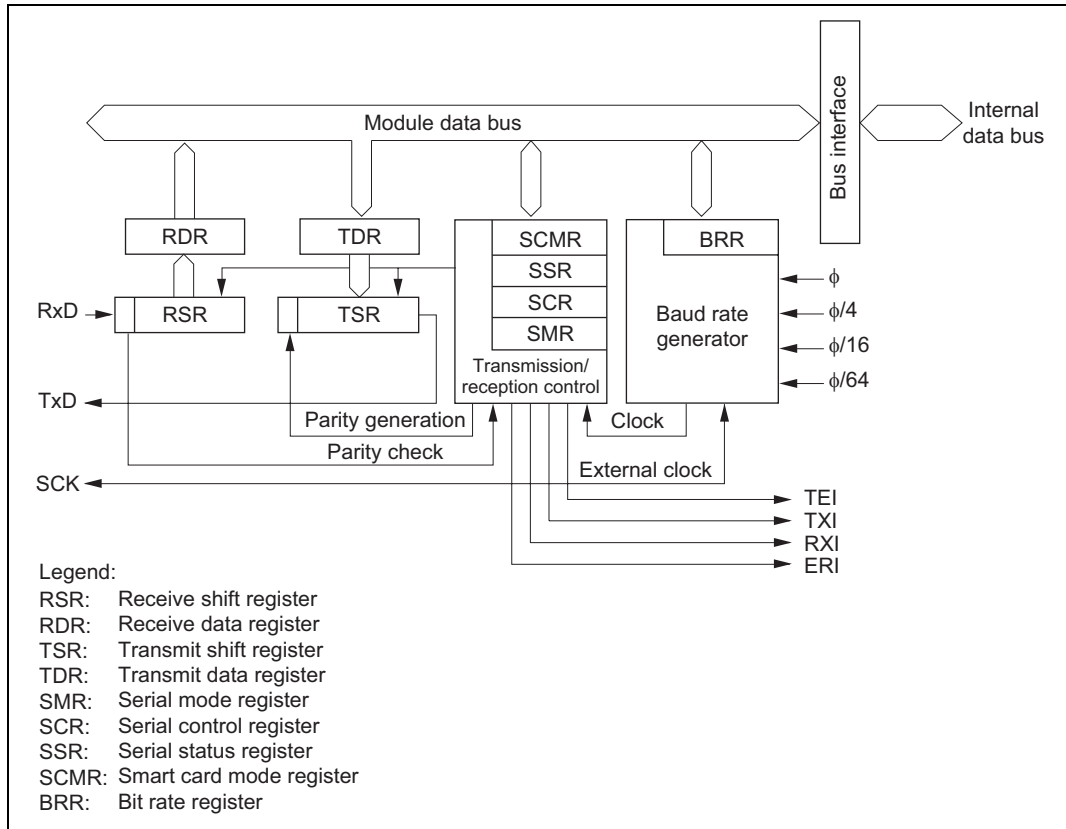 Bus interface
Internal
data bus
Module data bus
RDR
TDR
SCMR
BRR
SSR
SCR
SMR
RxD
RSR
TSR
Baud rate
generator
ϕ
ϕ/4
ϕ/16
ϕ/64
Transmission/
reception control
TxD
Parity generation
Clock
Parity check
SCK
External clock
TEI
TXI
RXI
ERI
Legend:
RSR: Receive shift register
RDR: Receive data register
TSR: Transmit shift register
TDR: Transmit data register
SMR: Serial mode register
SCR: Serial control register
SSR: Serial status register
SCMR: Smart card mode register
BRR: Bit rate register